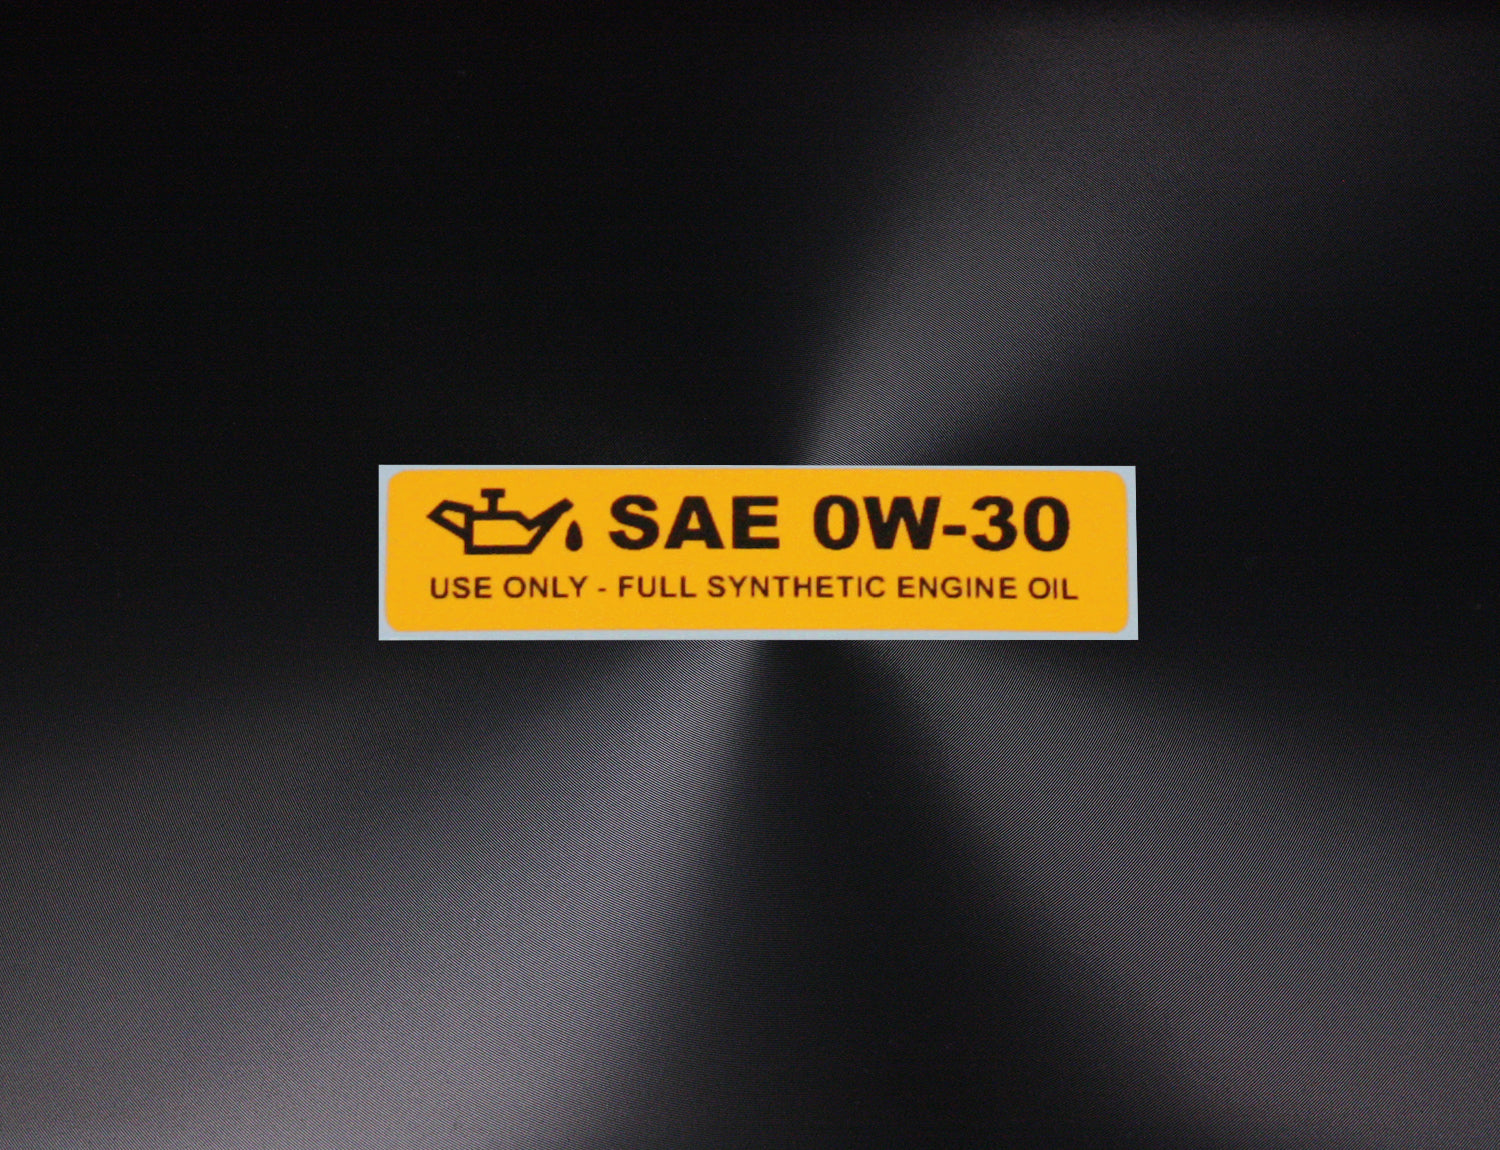 SAE 0W-30
USE ONLY - FULL SYNTHETIC ENGINE OIL